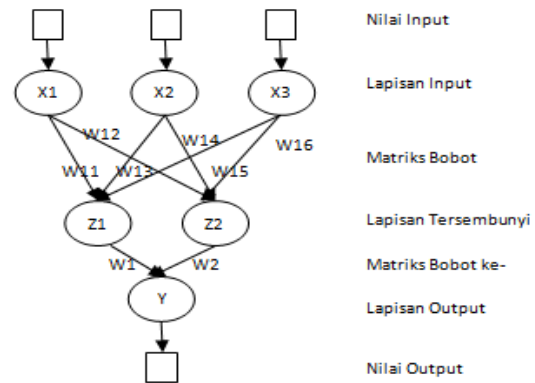 Nilai Input
X1 X2 X3 Lapisan Input
W12 W14 W16
W11 W13 W15 Matriks Bobot
Z1 Z2 Lapisan Tersembunyi
W1 W2 Matriks Bobot ke-
Y Lapisan Output
Nilai Output